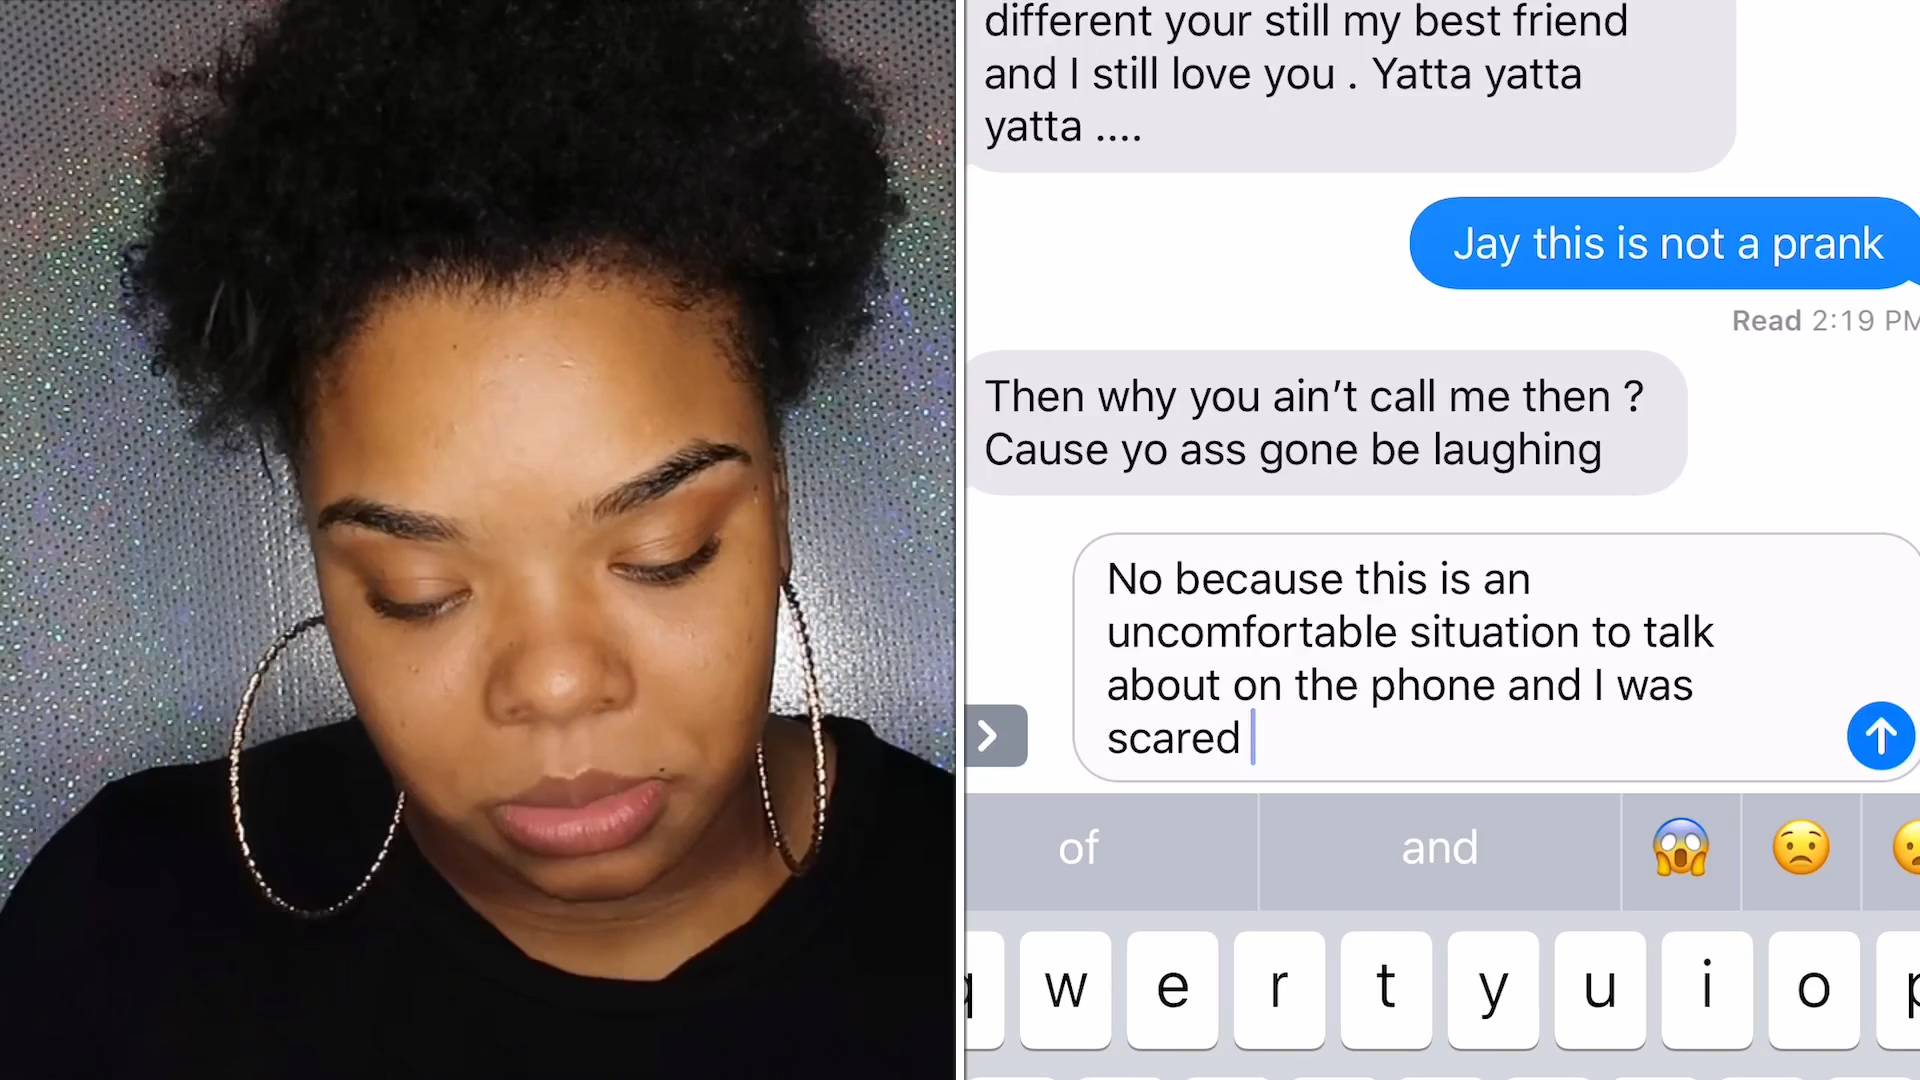 different your still my best friend
and I still love you . Yatta yatta
yatta ....
Jay this is not a prank
Read 2:19 PM
Then why you ain’t call me then ?
Cause yo ass gone be laughing
No because this is an
uncomfortable situation to talk
about on the phone and I was
scared
of and
q w e r t y u i o p